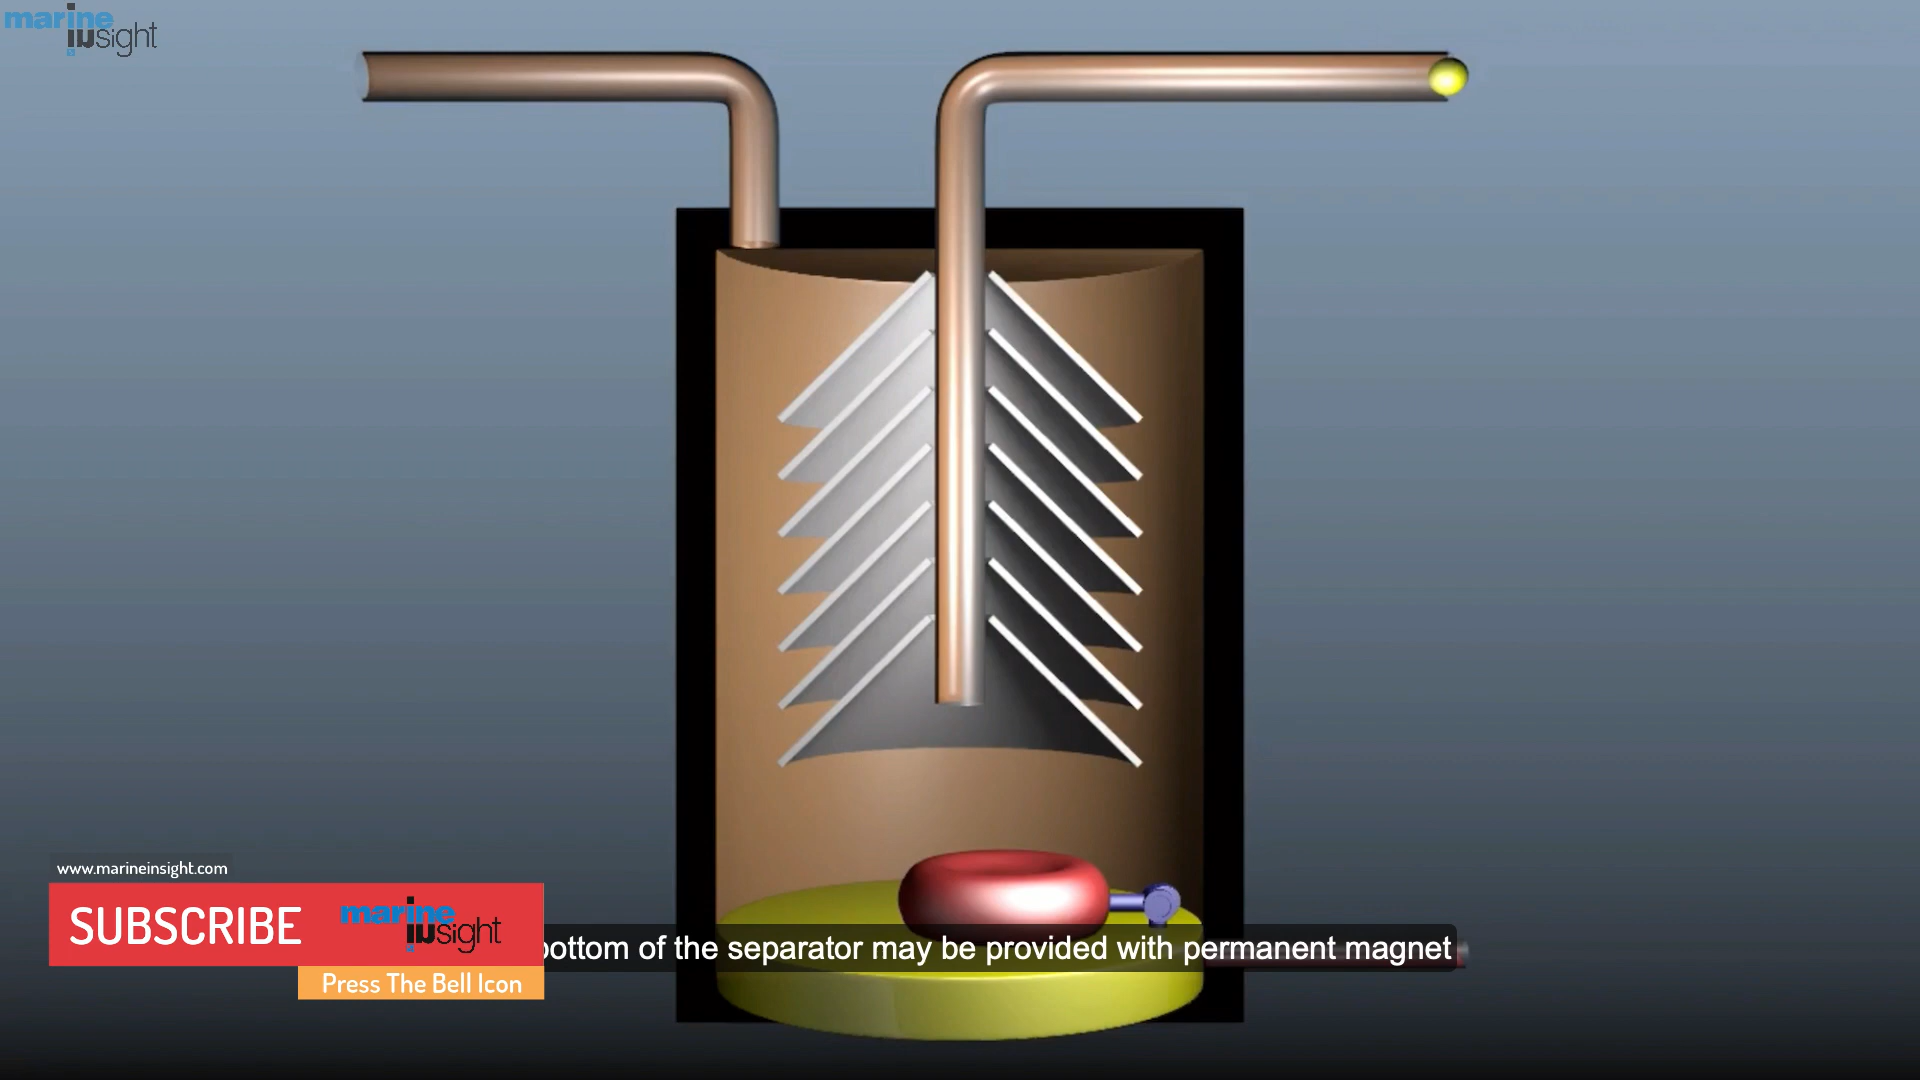 marine
insight
www.marineinsight.com
SUBSCRIBE
marine
insight
bottom of the separator may be provided with permanent magnet
Press The Bell Icon